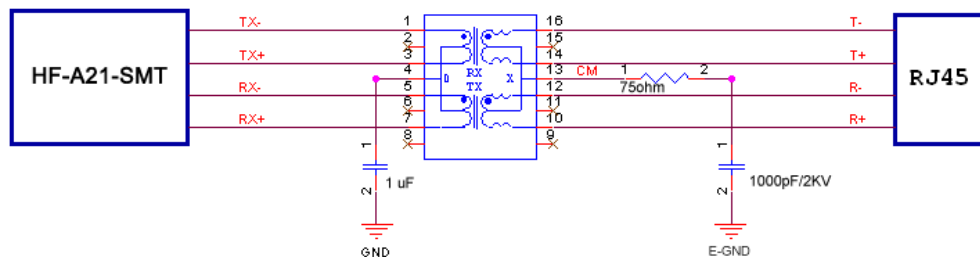 TX- 1 16 T-
2 15
TX+ 3 14 T+
HF-A21-SMT 4 D RX X 13 CM 1 2 RJ45
TX 75ohm
RX- 5 12 R-
6 11
RX+ 7 10 R+
8 9
1 1
1 uF 1000pF/2KV
2 2
GND E-GND